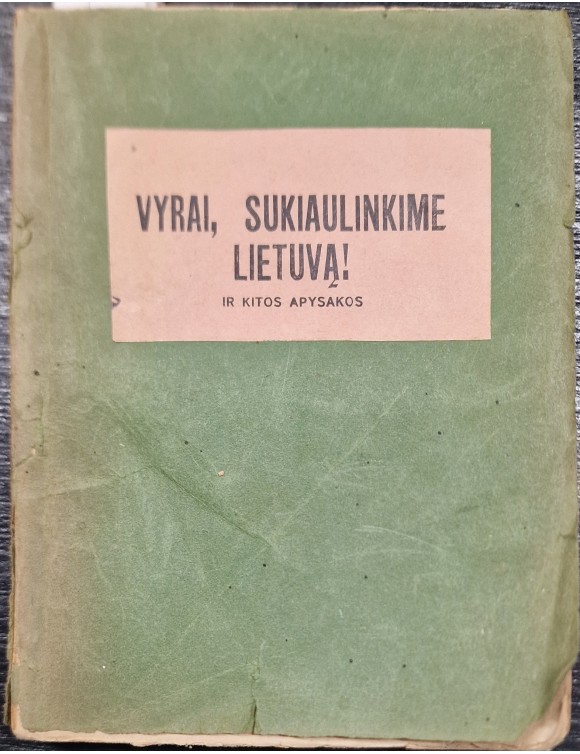 VYRAI, SUKIAULINKIME
LIETUVĄ!
IR KITOS APYSAKOS